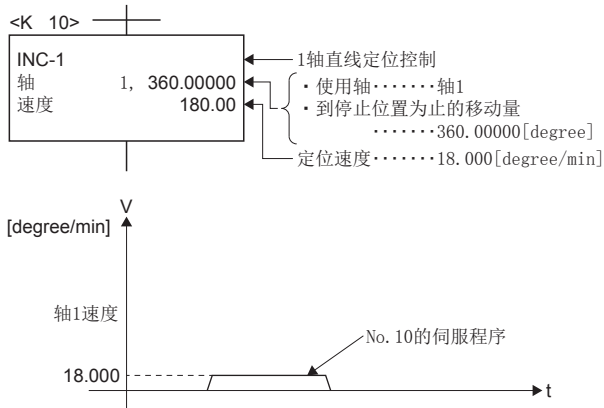 <K 10>
INC-1
轴 1, 360.00000
速度 180.00
1轴直线定位控制
・使用轴・・・・・・・轴1
・到停止位置为止的移动量
・・・・・・・360.00000[degree]
定位速度・・・・・・・18.000[degree/min]
V
[degree/min]
轴1速度
No.10的伺服程序
18.000
t